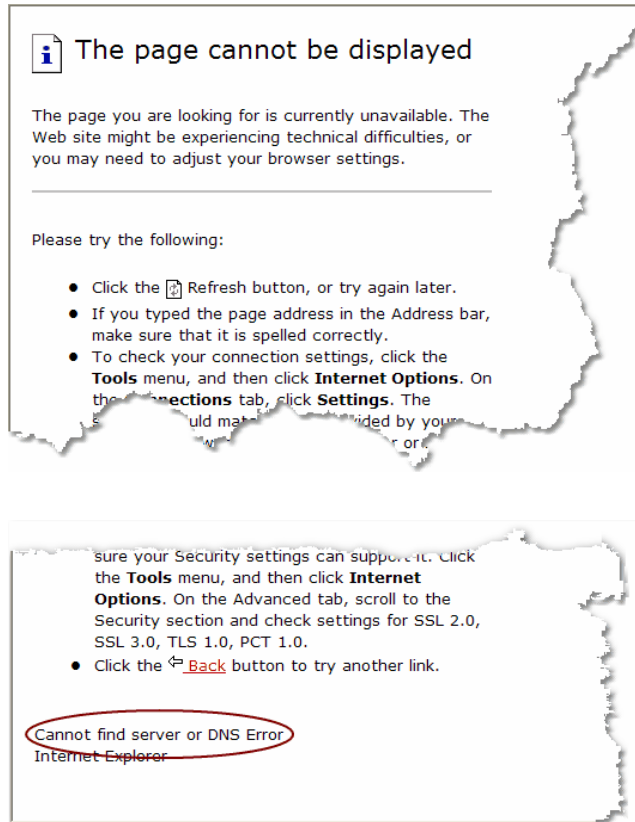 The page cannot be displayed
The page you are looking for is currently unavailable. The
Web site might be experiencing technical difficulties, or
you may need to adjust your browser settings.
Please try the following:
Click the Refresh button, or try again later.
If you typed the page address in the Address bar,
make sure that it is spelled correctly.
To check your connection settings, click the
Tools menu, and then click Internet Options. On
tab, click Settings. The
by
or
sure your Security settings can support it. Click
the Tools menu, and then click Internet
Options. On the Advanced tab, scroll to the
Security section and check settings for SSL 2.0,
SSL 3.0, TLS 1.0, PCT 1.0.
Click the Back button to try another link.
Cannot find server or DNS Error
Internet Explorer